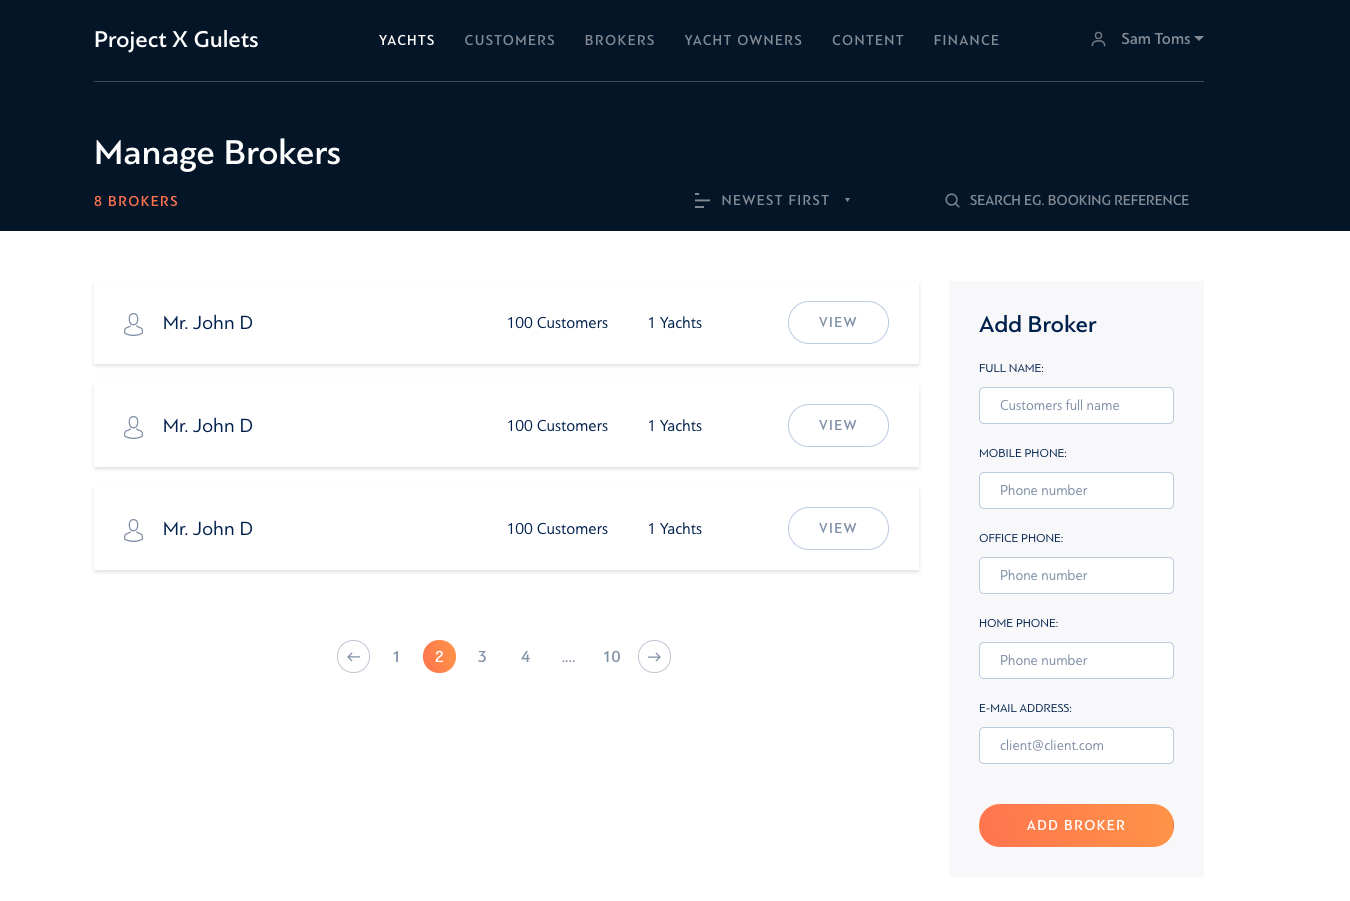 Project X Gulets
YACHTS CUSTOMERS BROKERS YACHT OWNERS CONTENT FINANCE
Sam Toms
Manage Brokers
8 BROKERS
NEWEST FIRST
SEARCH EG. BOOKING REFERENCE
Mr. John D 100 Customers 1 Yachts VIEW
Mr. John D 100 Customers 1 Yachts VIEW
Mr. John D 100 Customers 1 Yachts VIEW
1 2 3 4 .... 10
Add Broker
FULL NAME:
Customers full name
MOBILE PHONE:
Phone number
OFFICE PHONE:
Phone number
HOME PHONE:
Phone number
E-MAIL ADDRESS:
client@client.com
ADD BROKER